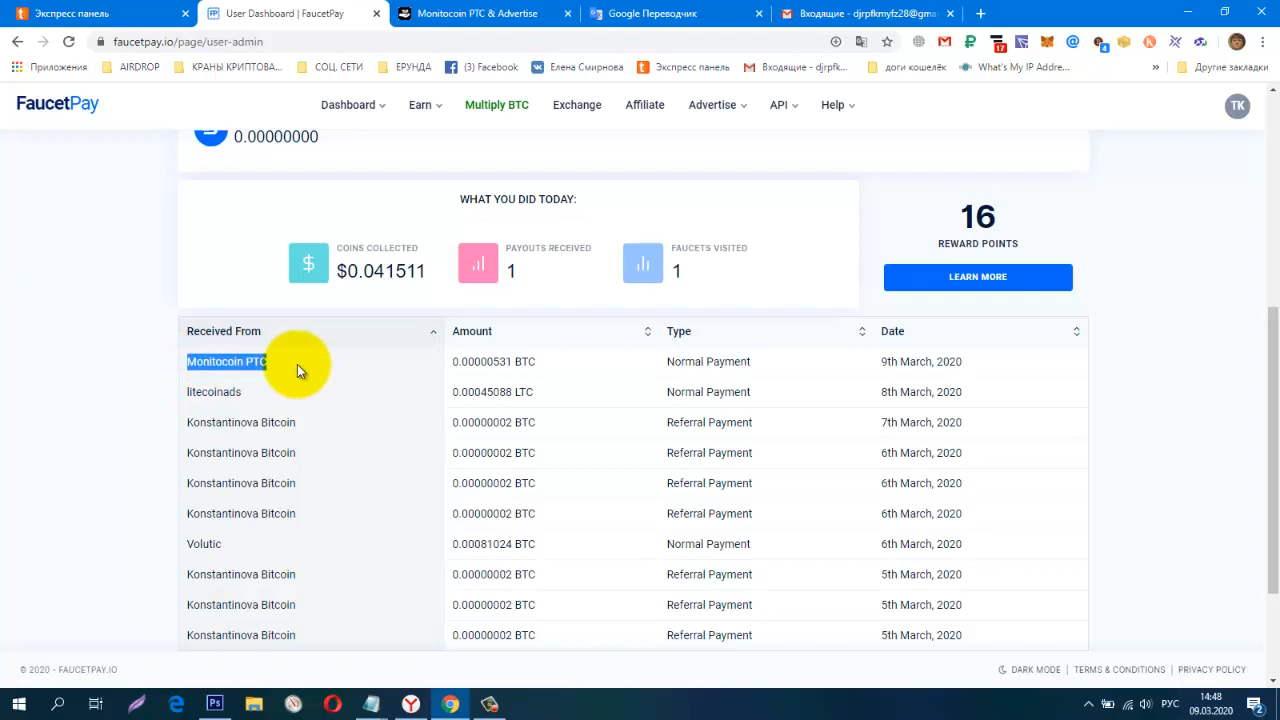 Экспресс панель
User Dashboard | FaucetPay
Monitocoin PTC & Advertise
Google Переводчик
Входящие - djrpfkmyfz28@gma
faucetpay.io/page/user-admin
17
4
Приложения
AIRDROP
КРАНЫ КРИПТОВА...
СОЦ. СЕТИ
ЕРУНДА
(3) Facebook
Елена Смирнова
Экспресс панель
Входящие - djrpfk...
доги кошелёк
What's My IP Addre...
»
Другие закладки
FaucetPay
Dashboard
Earn
Multiply BTC
Exchange
Affiliate
Advertise
API
Help
TK
0.00000000
WHAT YOU DID TODAY:
COINS COLLECTED
$0.041511
PAYOUTS RECEIVED
1
FAUCETS VISITED
1
16
REWARD POINTS
LEARN MORE
Received From Amount Type Date
Monitocoin PTC 0.00000531 BTC Normal Payment 9th March, 2020
litecoinads 0.00045088 LTC Normal Payment 8th March, 2020
Konstantinova Bitcoin 0.00000002 BTC Referral Payment 7th March, 2020
Konstantinova Bitcoin 0.00000002 BTC Referral Payment 6th March, 2020
Konstantinova Bitcoin 0.00000002 BTC Referral Payment 6th March, 2020
Konstantinova Bitcoin 0.00000002 BTC Referral Payment 6th March, 2020
Volutic 0.00081024 BTC Normal Payment 6th March, 2020
Konstantinova Bitcoin 0.00000002 BTC Referral Payment 5th March, 2020
Konstantinova Bitcoin 0.00000002 BTC Referral Payment 5th March, 2020
Konstantinova Bitcoin 0.00000002 BTC Referral Payment 5th March, 2020
© 2020 - FAUCETPAY.IO
DARK MODE | TERMS & CONDITIONS | PRIVACY POLICY
Ps
РУС
14:48
09.03.2020
2